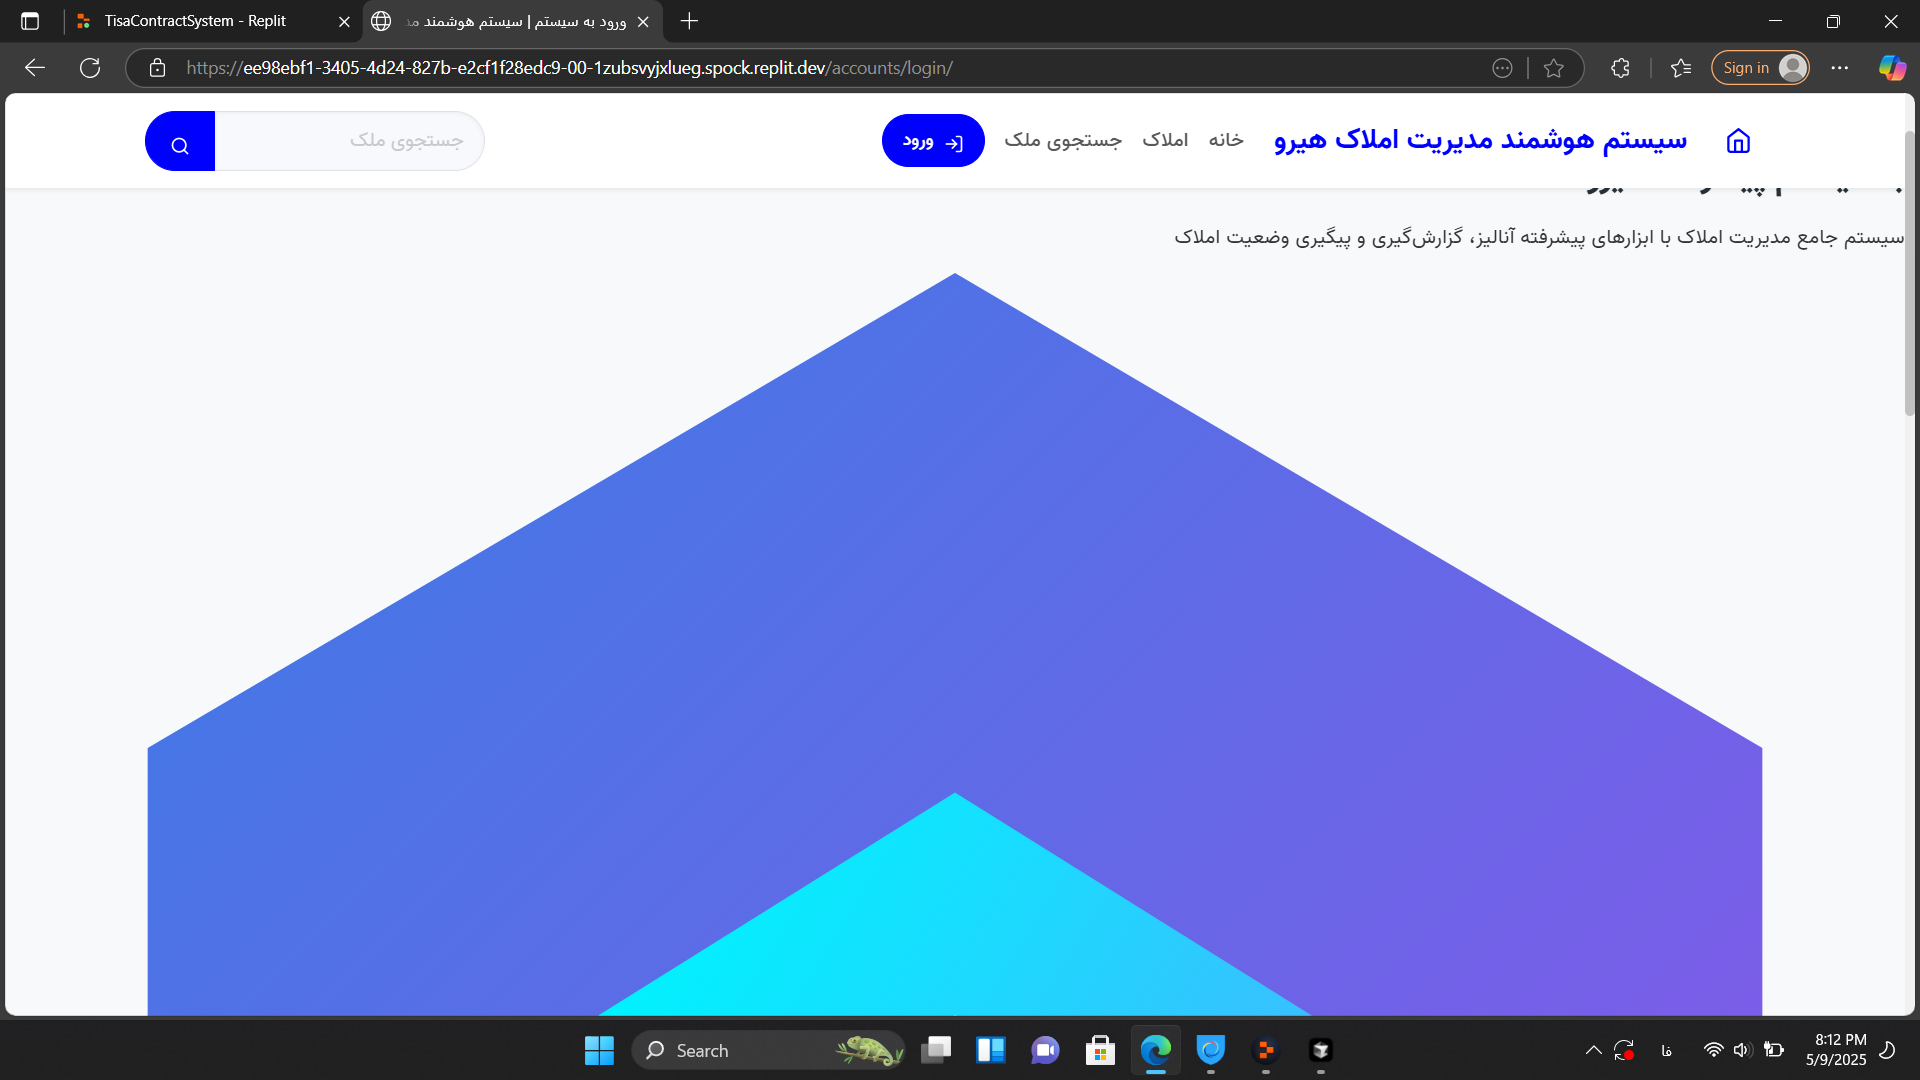 TisaContractSystem - Replit
ورود به سیستم | سیستم هوشمند مد
https://ee98ebf1-3405-4d24-827b-e2cf1f28edc9-00-1zubsvyjxlueg.spock.replit.dev/accounts/login/
Sign in
سیستم هوشمند مدیریت املاک هیرو
خانه
املاک
جستجوی ملک
ورود
جستجوی ملک
سیستم جامع مدیریت املاک با ابزارهای پیشرفته آنالیز، گزارش‌گیری و پیگیری وضعیت املاک
Search
فا
8:12 PM
5/9/2025